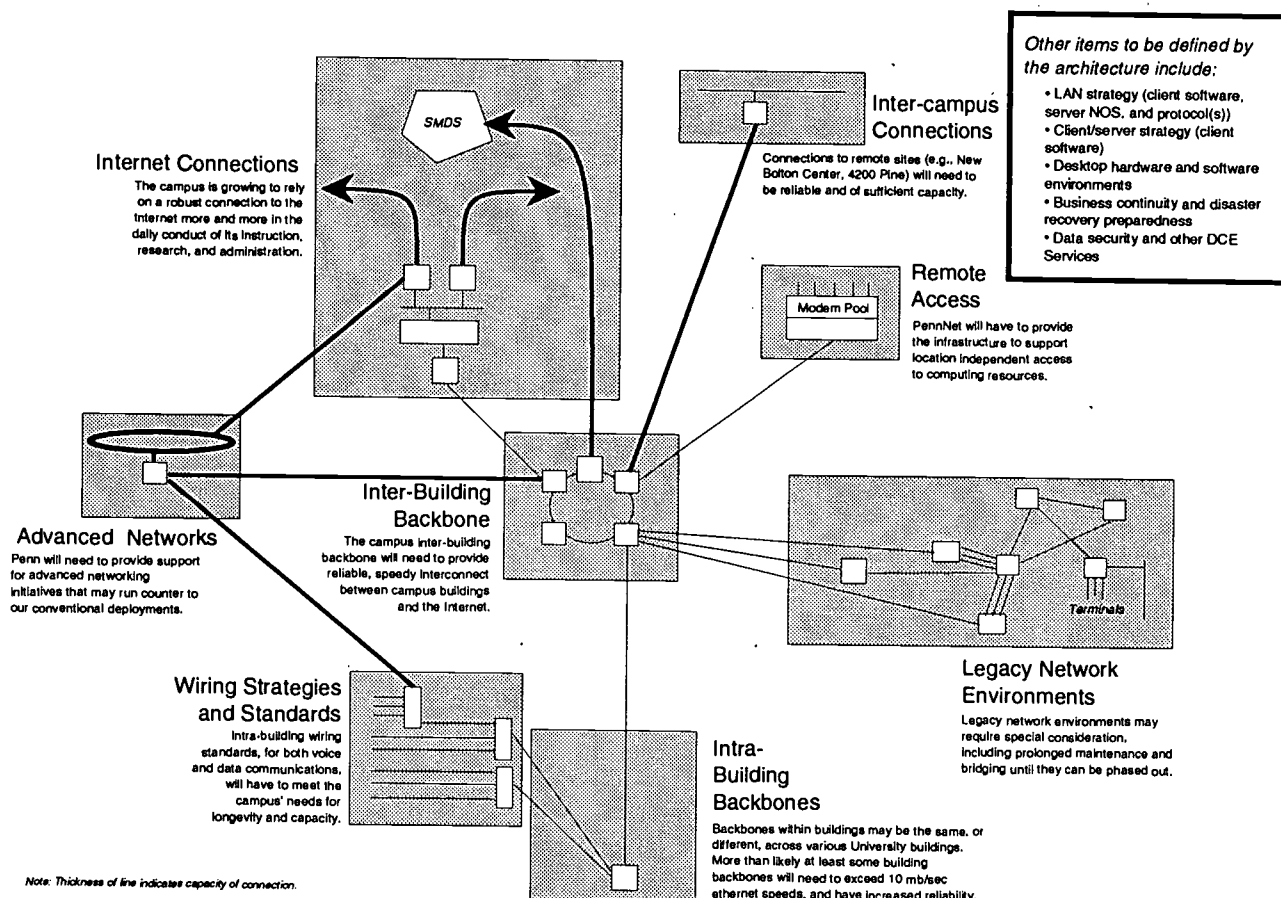 Other items to be defined by
the architecture include:
• LAN strategy (client software,
server NOS, and protocol(s))
• Client/server strategy (client
software)
• Desktop hardware and software
environments
• Business continuity and disaster
recovery preparedness
• Data security and other DCE
Services
SMDS
Internet Connections
The campus is growing to rely
on a robust connection to the
Internet more and more in the
daily conduct of its instruction,
research, and administration.
Inter-campus
Connections
Connections to remote sites (e.g., New
Bolton Center, 4200 Pine) will need to
be reliable and of sufficient capacity.
Remote
Access
Modem Pool
PennNet will have to provide
the infrastructure to support
location independent access
to computing resources.
Advanced Networks
Penn will need to provide support
for advanced networking
initiatives that may run counter to
our conventional deployments.
Inter-Building
Backbone
The campus inter-building
backbone will need to provide
reliable, speedy interconnect
between campus buildings
and the Internet.
Terminals
Legacy Network
Environments
Legacy network environments may
require special consideration,
including prolonged maintenance and
bridging until they can be phased out.
Wiring Strategies
and Standards
Intra-building wiring
standards, for both voice
and data communications,
will have to meet the
campus' needs for
longevity and capacity.
Intra-
Building
Backbones
Backbones within buildings may be the same, or
different, across various University buildings.
More than likely at least some building
backbones will need to exceed 10 mb/sec
ethernet speeds, and have increased reliability.
Note: Thickness of line indicates capacity of connection.